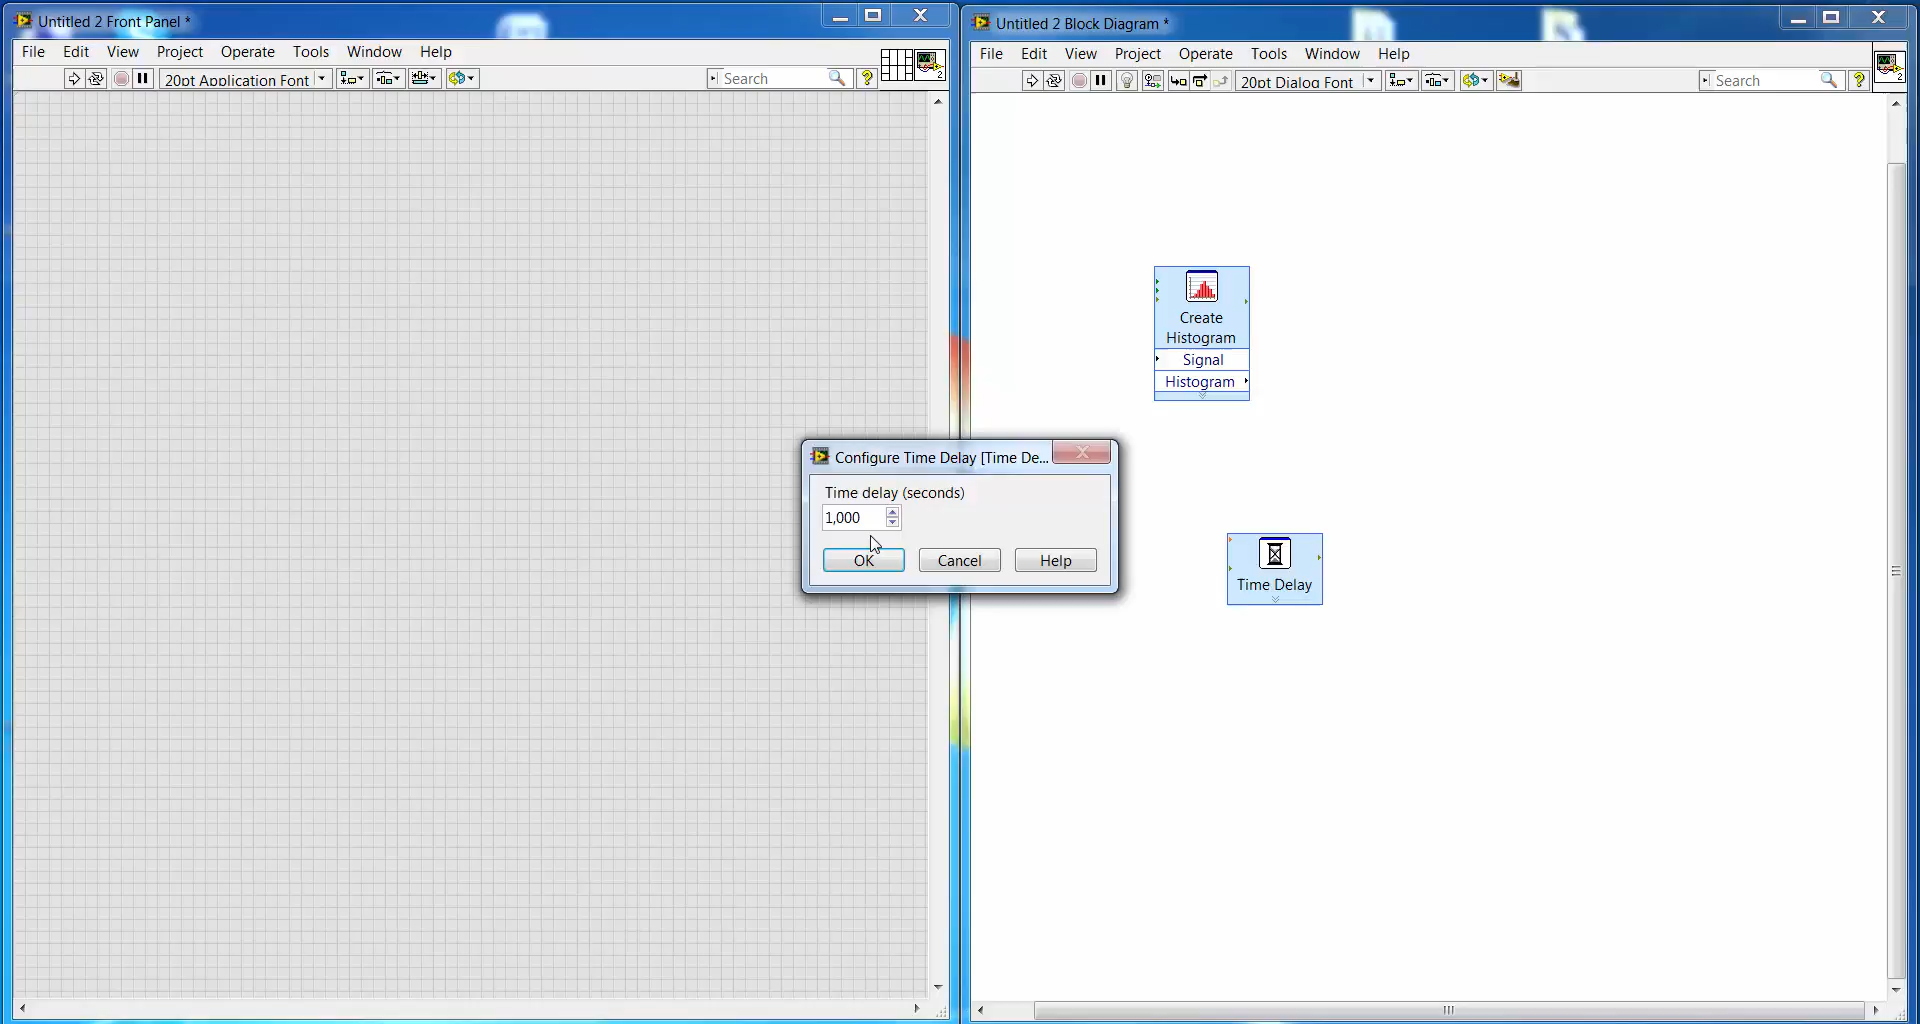 Untitled 2 Front Panel *
File Edit View Project Operate Tools Window Help
20pt Application Font
Search
?
2
Untitled 2 Block Diagram *
File Edit View Project Operate Tools Window Help
20pt Dialog Font
Search
?
2
Create
Histogram
Signal
Histogram
Configure Time Delay [Time De...
Time delay (seconds)
1,000
OK Cancel Help
Time Delay